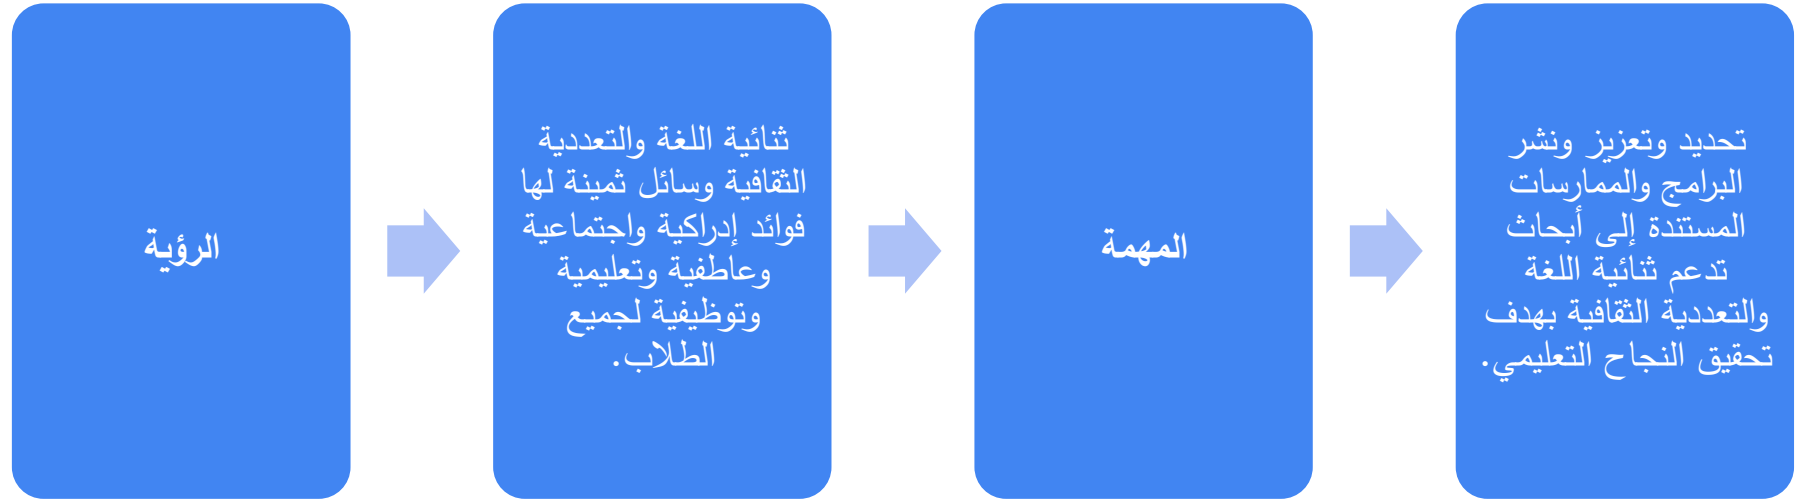 الرؤية
ثنائية اللغة والتعددية
الثقافية وسائل ثمينة لها
فوائد إدراكية واجتماعية
وعاطفية وتعليمية
وتوظيفية لجميع
الطلاب.
المهمة
تحديد وتعزيز ونشر
البرامج والممارسات
المستندة إلى أبحاث
تدعم ثنائية اللغة
والتعددية الثقافية بهدف
تحقيق النجاح التعليمي.